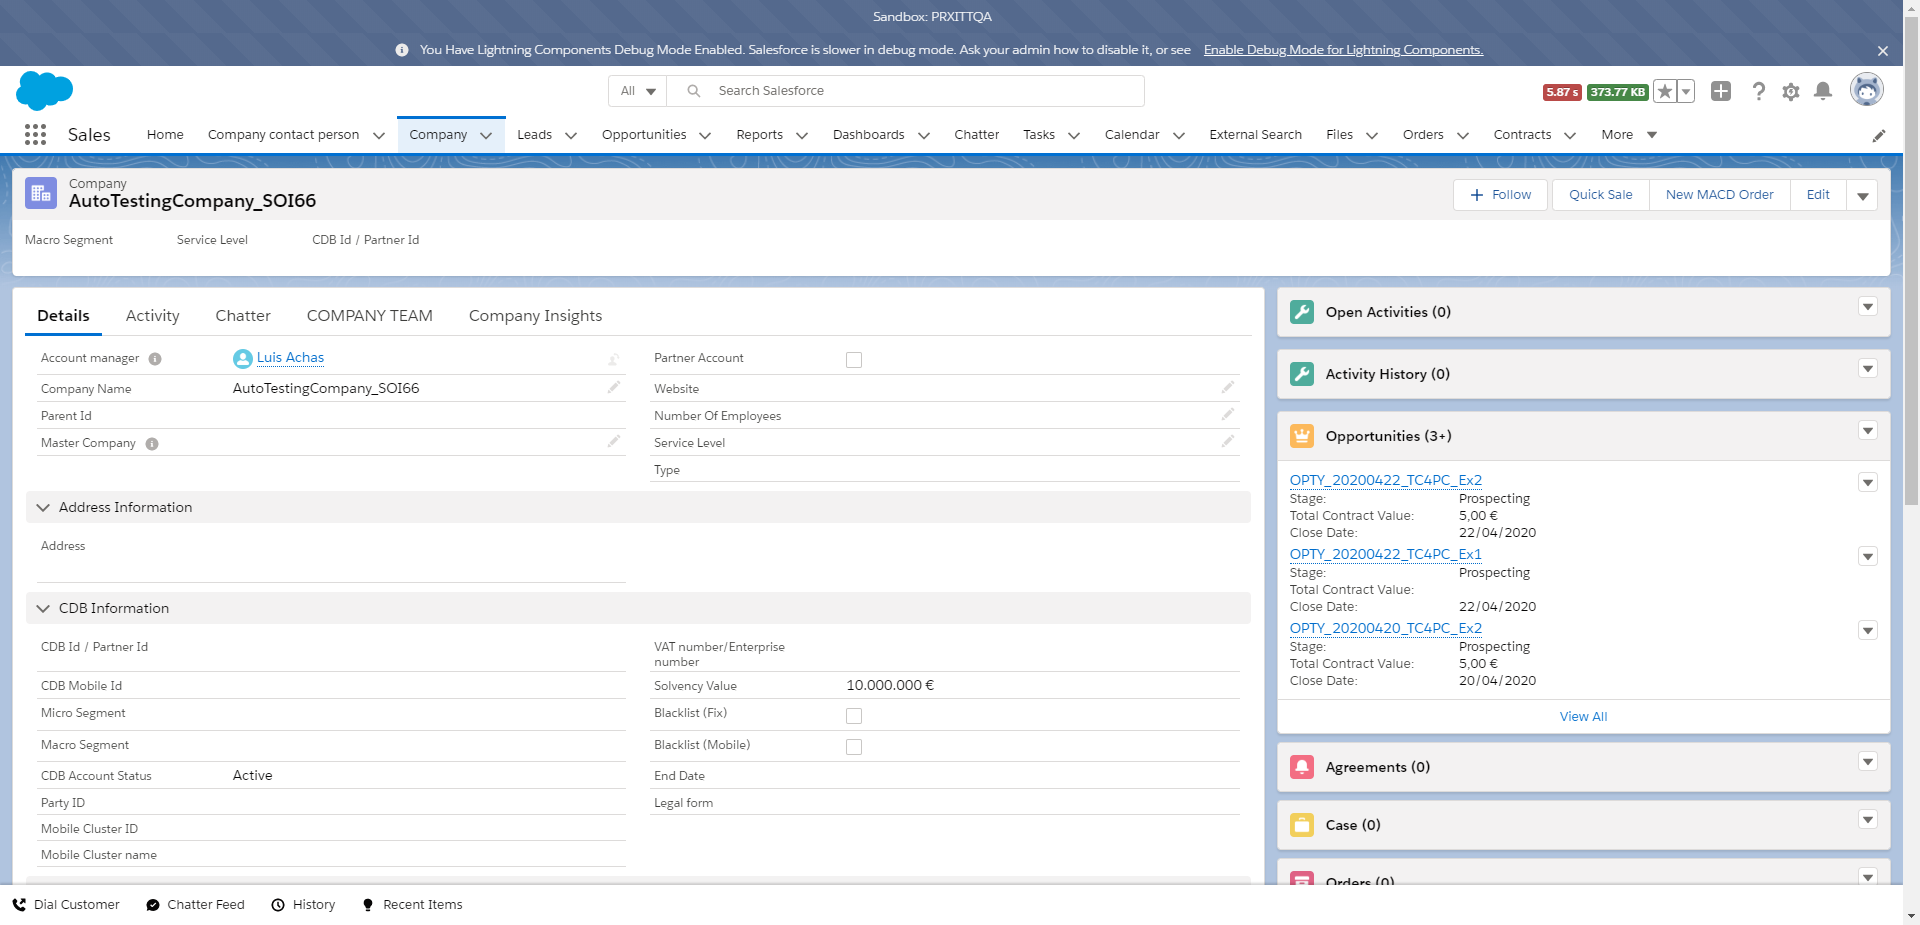 Sandbox: PRXITTQA
You Have Lightning Components Debug Mode Enabled. Salesforce is slower in debug mode. Ask your admin how to disable it, or see Enable Debug Mode for Lightning Components.
All
Search Salesforce
5.87 s
373.77 KB
Sales
Home
Company contact person
Company
Leads
Opportunities
Reports
Dashboards
Chatter
Tasks
Calendar
External Search
Files
Orders
Contracts
More
Company
AutoTestingCompany_SOI66
Follow
Quick Sale
New MACD Order
Edit
Macro Segment
Service Level
CDB Id / Partner Id
Details
Activity
Chatter
COMPANY TEAM
Company Insights
Account manager
Luis Achas
Company Name
AutoTestingCompany_SOI66
Parent Id
Master Company
Partner Account
Website
Number Of Employees
Service Level
Type
Address Information
Address
CDB Information
CDB Id / Partner Id
CDB Mobile Id
Micro Segment
Macro Segment
CDB Account Status
Active
Party ID
Mobile Cluster ID
Mobile Cluster name
VAT number/Enterprise
number
Solvency Value
10.000.000 €
Blacklist (Fix)
Blacklist (Mobile)
End Date
Legal form
Open Activities (0)
Activity History (0)
Opportunities (3+)
OPTY_20200422_TC4PC_Ex2
Stage: Prospecting
Total Contract Value: 5,00 €
Close Date: 22/04/2020
OPTY_20200422_TC4PC_Ex1
Stage: Prospecting
Total Contract Value:
Close Date: 22/04/2020
OPTY_20200420_TC4PC_Ex2
Stage: Prospecting
Total Contract Value: 5,00 €
Close Date: 20/04/2020
View All
Agreements (0)
Case (0)
Orders (0)
Dial Customer
Chatter Feed
History
Recent Items